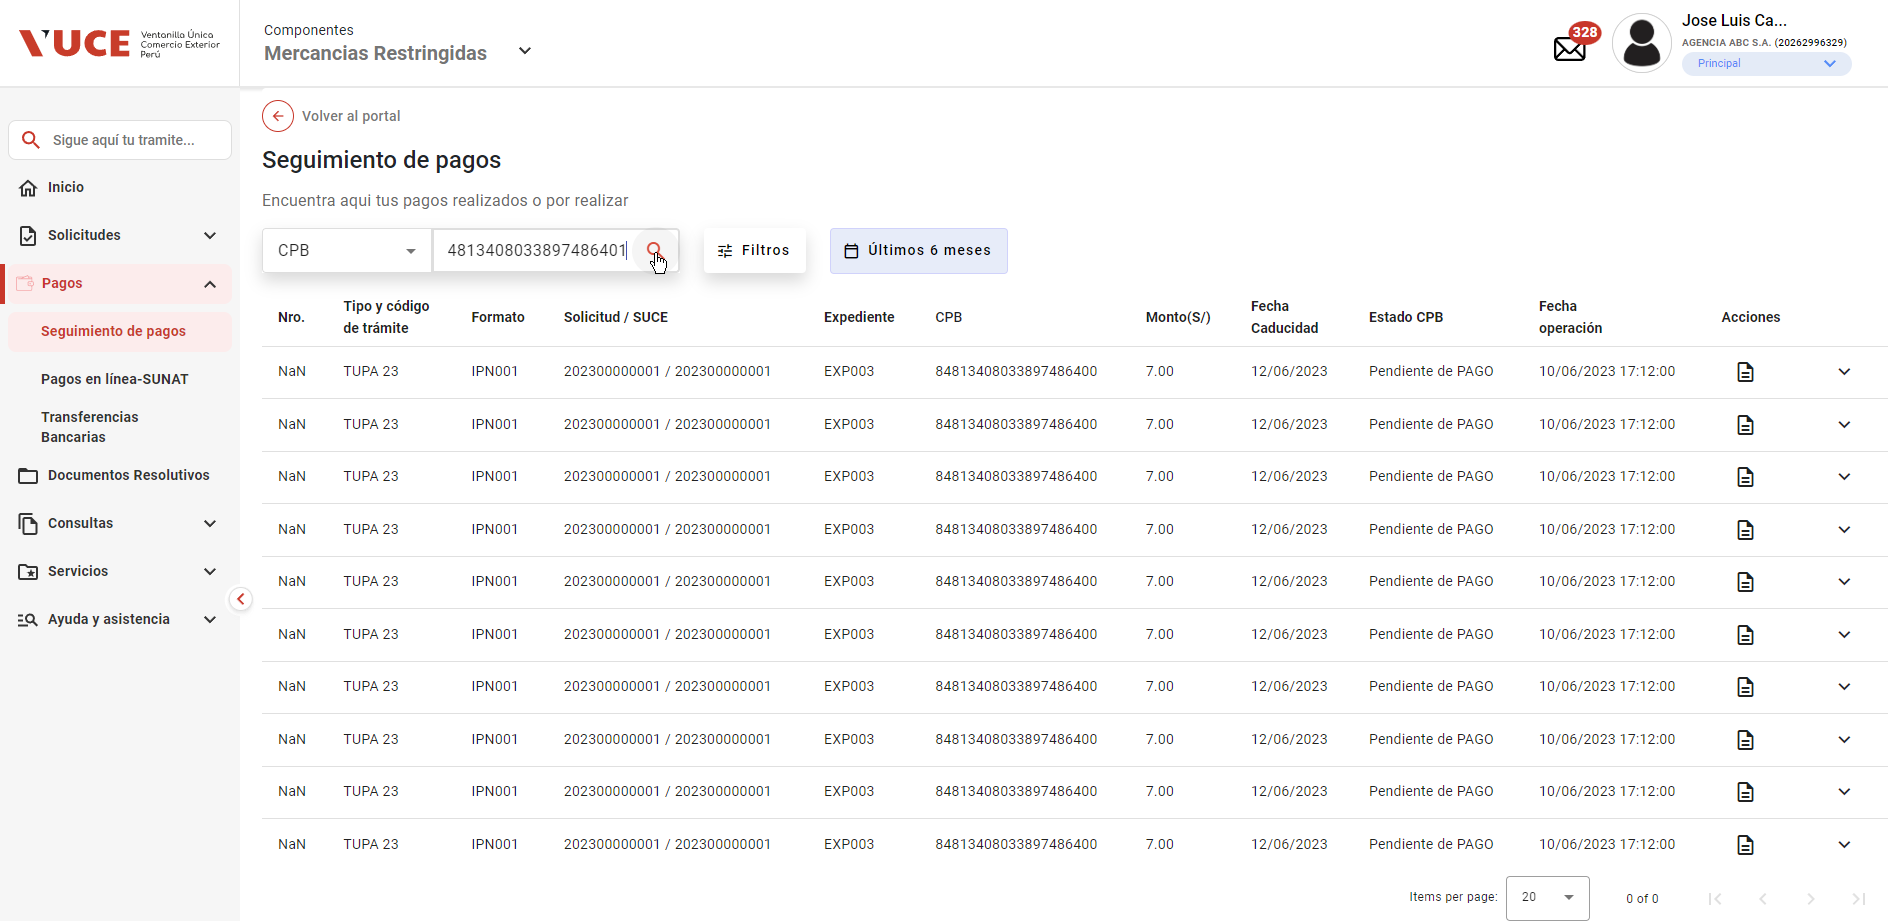 VUCE
Ventanilla Única
Comercio Exterior
Perú
Componentes
Mercancias Restringidas
328
Jose Luis Ca...
AGENCIA ABC S.A. (20262996329)
Principal
Sigue aquí tu tramite...
Inicio
Solicitudes
Pagos
Seguimiento de pagos
Pagos en línea-SUNAT
Transferencias
Bancarias
Documentos Resolutivos
Consultas
Servicios
Ayuda y asistencia
Volver al portal
Seguimiento de pagos
Encuentra aqui tus pagos realizados o por realizar
CPB 4813408033897486401 Filtros Últimos 6 meses
Nro. Tipo y código de trámite Formato Solicitud / SUCE Expediente CPB Monto(S/) Fecha Caducidad Estado CPB Fecha operación Acciones
NaN TUPA 23 IPN001 202300000001 / 202300000001 EXP003 84813408033897486400 7.00 12/06/2023 Pendiente de PAGO 10/06/2023 17:12:00
NaN TUPA 23 IPN001 202300000001 / 202300000001 EXP003 84813408033897486400 7.00 12/06/2023 Pendiente de PAGO 10/06/2023 17:12:00
NaN TUPA 23 IPN001 202300000001 / 202300000001 EXP003 84813408033897486400 7.00 12/06/2023 Pendiente de PAGO 10/06/2023 17:12:00
NaN TUPA 23 IPN001 202300000001 / 202300000001 EXP003 84813408033897486400 7.00 12/06/2023 Pendiente de PAGO 10/06/2023 17:12:00
NaN TUPA 23 IPN001 202300000001 / 202300000001 EXP003 84813408033897486400 7.00 12/06/2023 Pendiente de PAGO 10/06/2023 17:12:00
NaN TUPA 23 IPN001 202300000001 / 202300000001 EXP003 84813408033897486400 7.00 12/06/2023 Pendiente de PAGO 10/06/2023 17:12:00
NaN TUPA 23 IPN001 202300000001 / 202300000001 EXP003 84813408033897486400 7.00 12/06/2023 Pendiente de PAGO 10/06/2023 17:12:00
NaN TUPA 23 IPN001 202300000001 / 202300000001 EXP003 84813408033897486400 7.00 12/06/2023 Pendiente de PAGO 10/06/2023 17:12:00
NaN TUPA 23 IPN001 202300000001 / 202300000001 EXP003 84813408033897486400 7.00 12/06/2023 Pendiente de PAGO 10/06/2023 17:12:00
NaN TUPA 23 IPN001 202300000001 / 202300000001 EXP003 84813408033897486400 7.00 12/06/2023 Pendiente de PAGO 10/06/2023 17:12:00
Items per page: 20 0 of 0